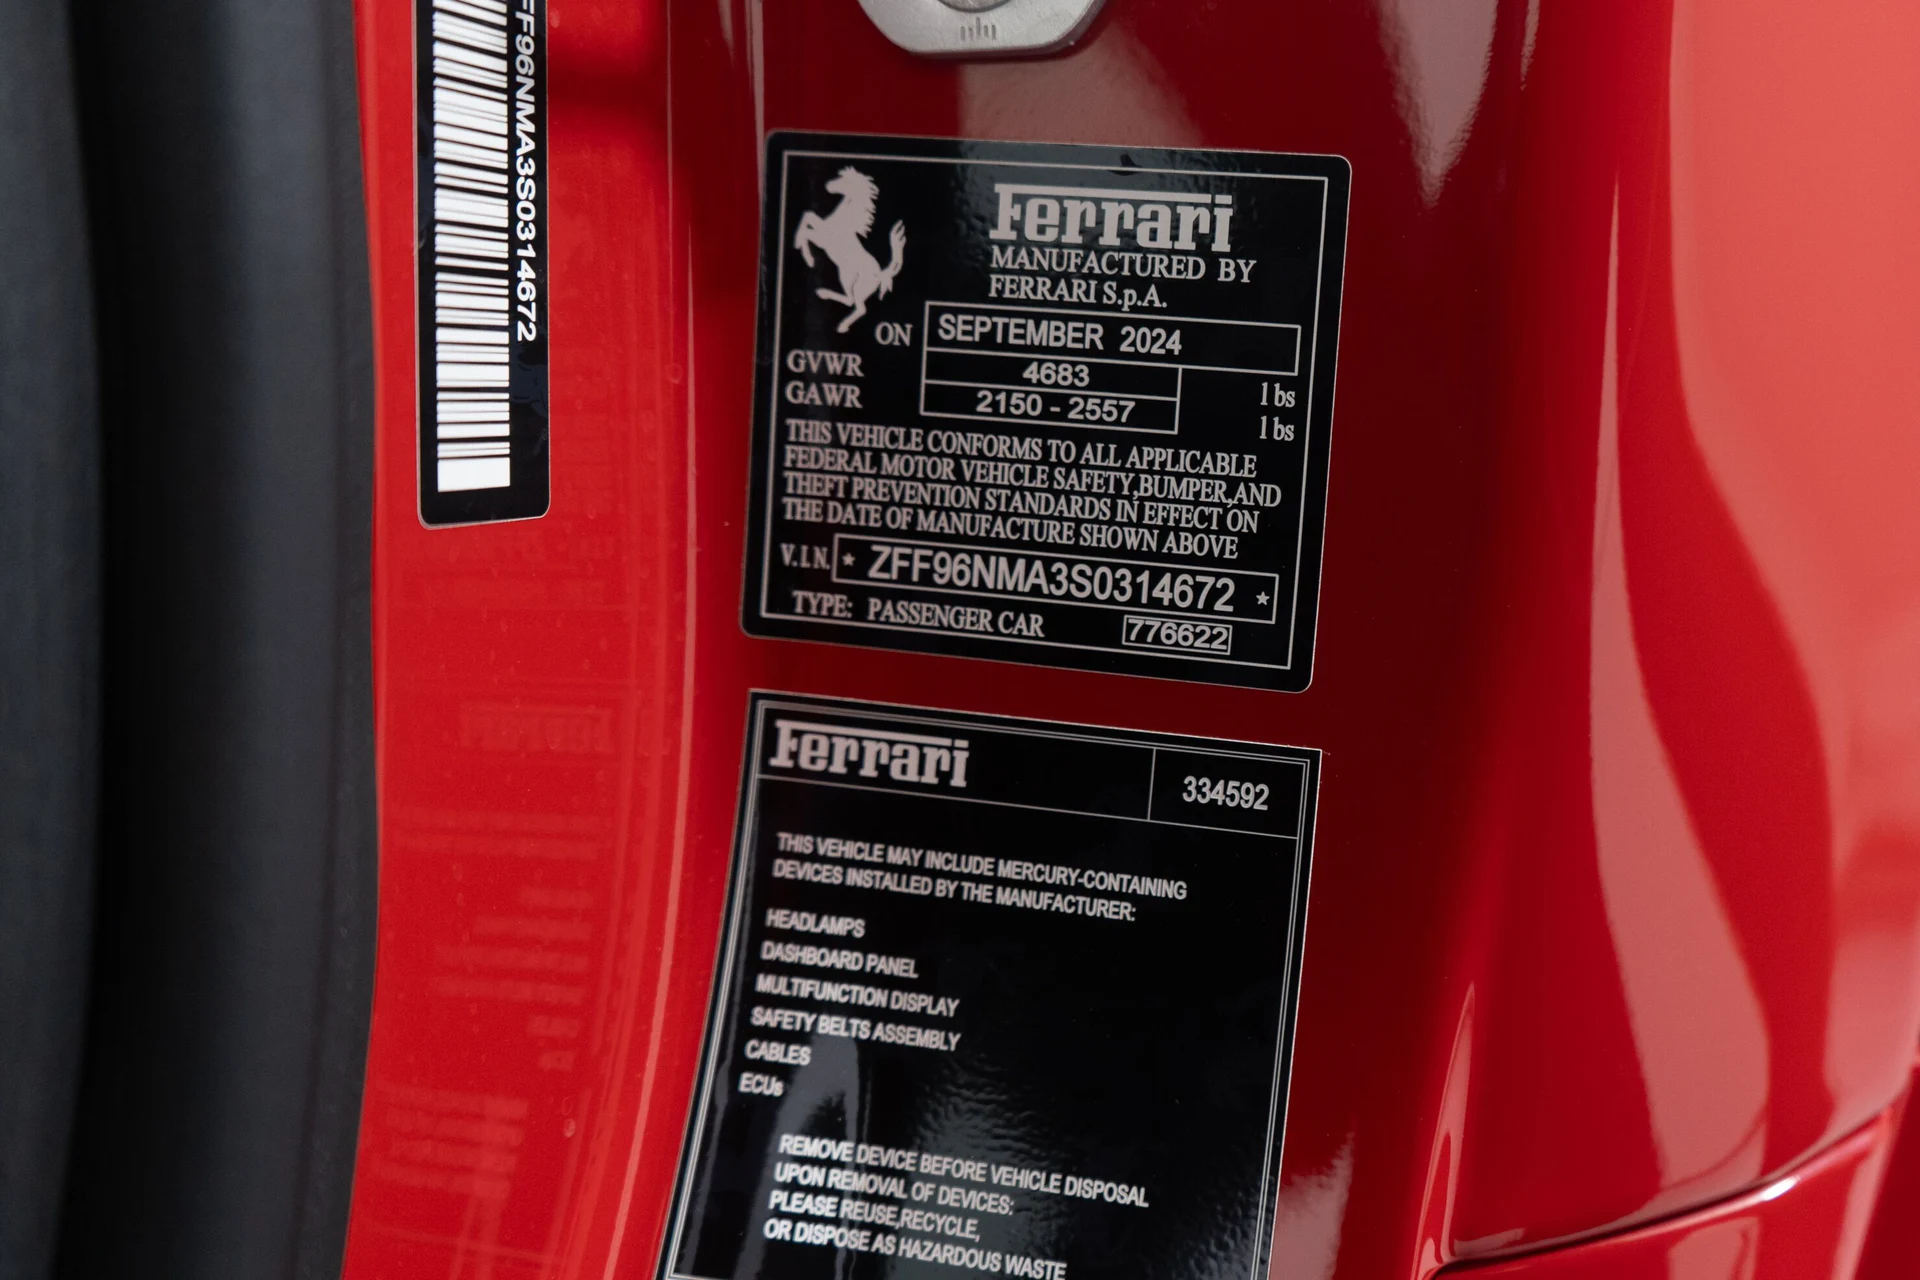 FF96NMA3S0314672
Ferrari
MANUFACTURED BY
FERRARI S.p.A.
ON SEPTEMBER 2024
GVWR 4683 lbs
GAWR 2150 - 2557 lbs
THIS VEHICLE CONFORMS TO ALL APPLICABLE
FEDERAL MOTOR VEHICLE SAFETY,BUMPER,AND
THEFT PREVENTION STANDARDS IN EFFECT ON
THE DATE OF MANUFACTURE SHOWN ABOVE
V.I.N. * ZFF96NMA3S0314672 *
TYPE: PASSENGER CAR 776622
Ferrari 334592
THIS VEHICLE MAY INCLUDE MERCURY-CONTAINING
DEVICES INSTALLED BY THE MANUFACTURER:
HEADLAMPS
DASHBOARD PANEL
MULTIFUNCTION DISPLAY
SAFETY BELTS ASSEMBLY
CABLES
ECUs
REMOVE DEVICE BEFORE VEHICLE DISPOSAL
UPON REMOVAL OF DEVICES:
PLEASE REUSE,RECYCLE,
OR DISPOSE AS HAZARDOUS WASTE